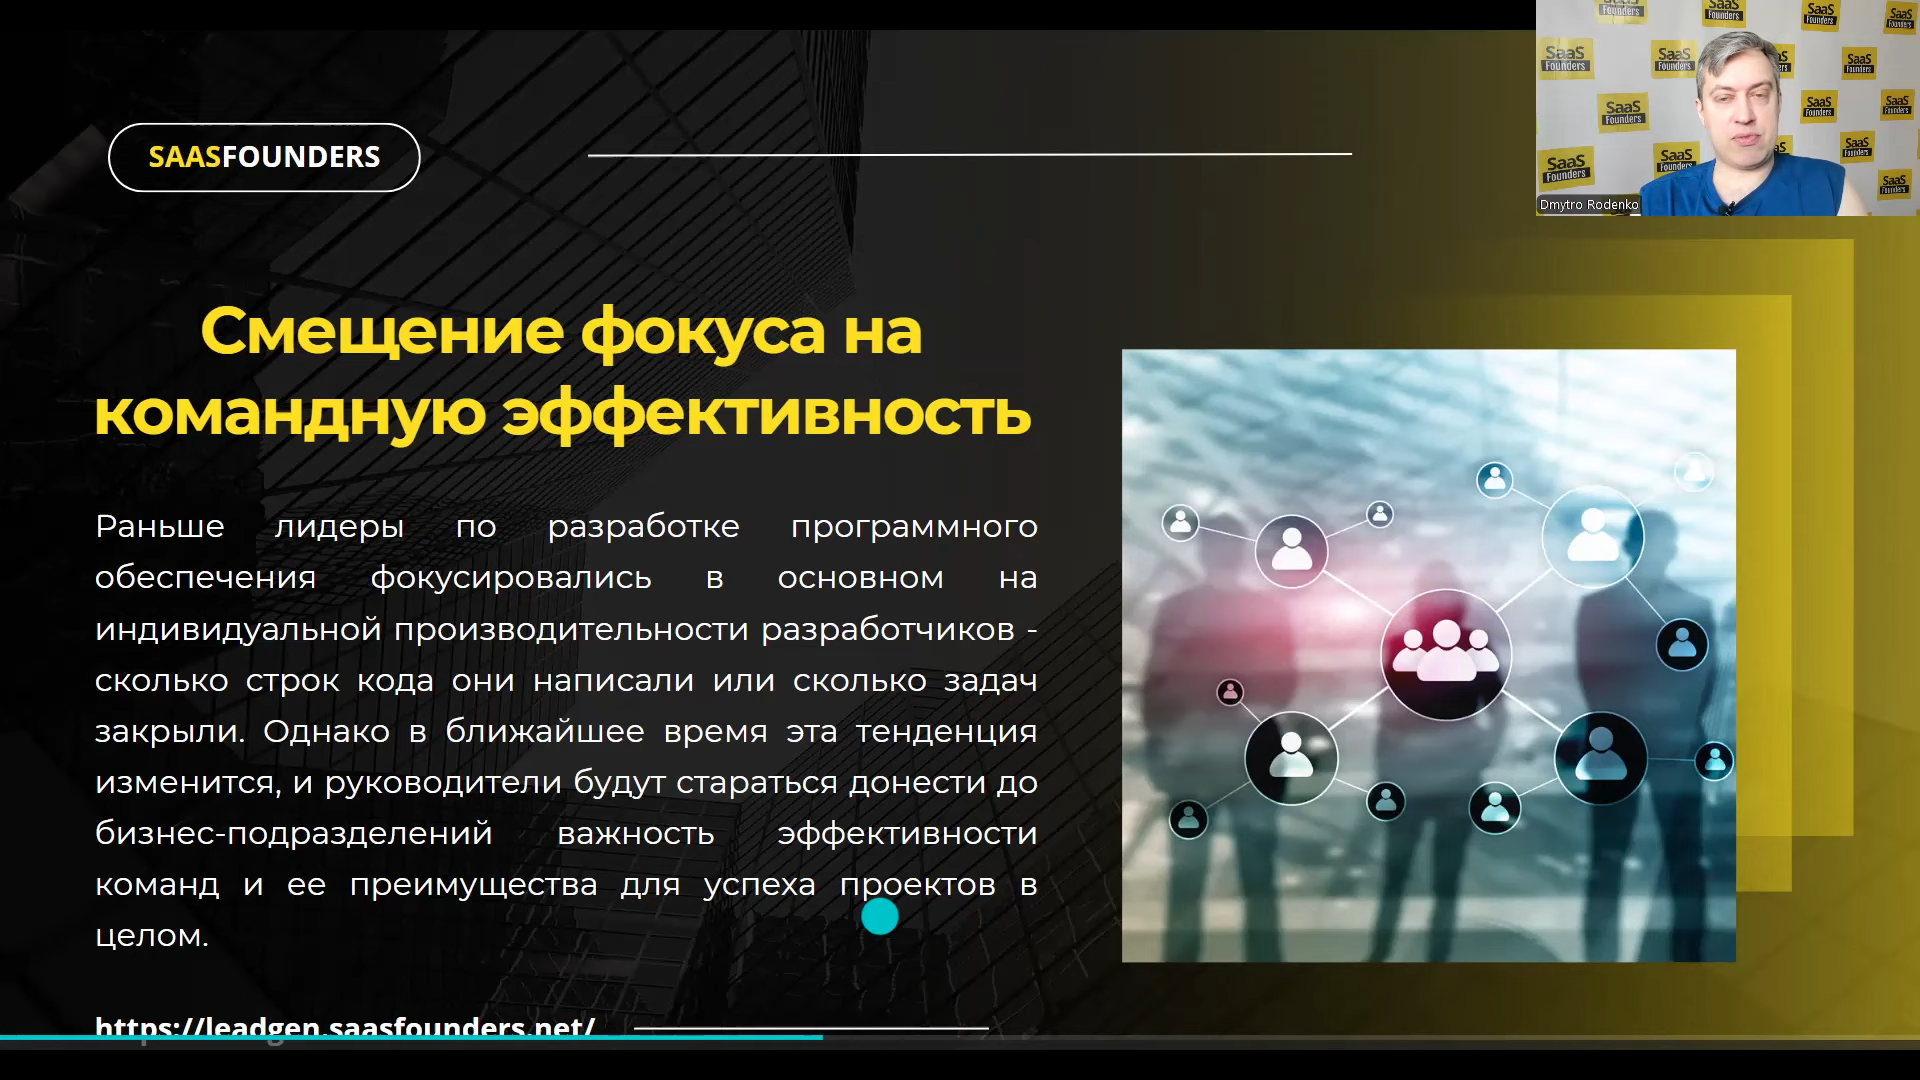 SAASFOUNDERS
Смещение фокуса на
командную эффективность
Раньше лидеры по разработке программного
обеспечения фокусировались в основном на
индивидуальной производительности разработчиков -
сколько строк кода они написали или сколько задач
закрыли. Однако в ближайшее время эта тенденция
изменится, и руководители будут стараться донести до
бизнес-подразделений важность эффективности
команд и ее преимущества для успеха проектов в
целом.
https://leadgen.saasfounders.net/
SaaS
Founders
Dmytro Rodenko